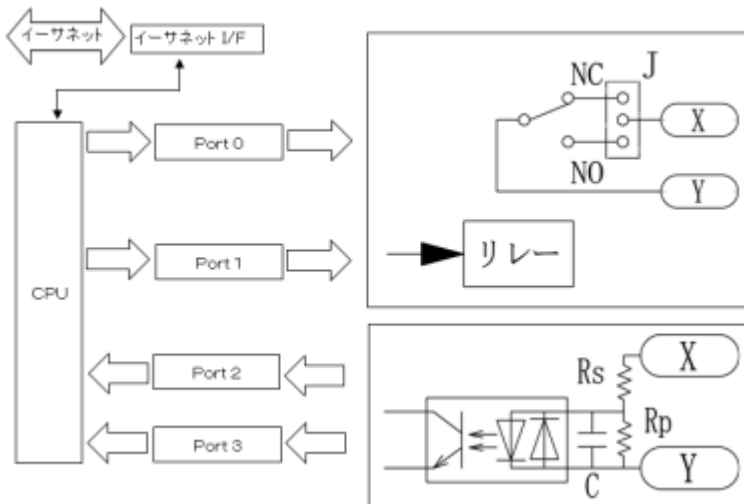 イーサネット
イーサネット I/F
CPU
Port 0
Port 1
Port 2
Port 3
NC
J
X
NO
Y
リレー
X
Rs
Rp
C
Y